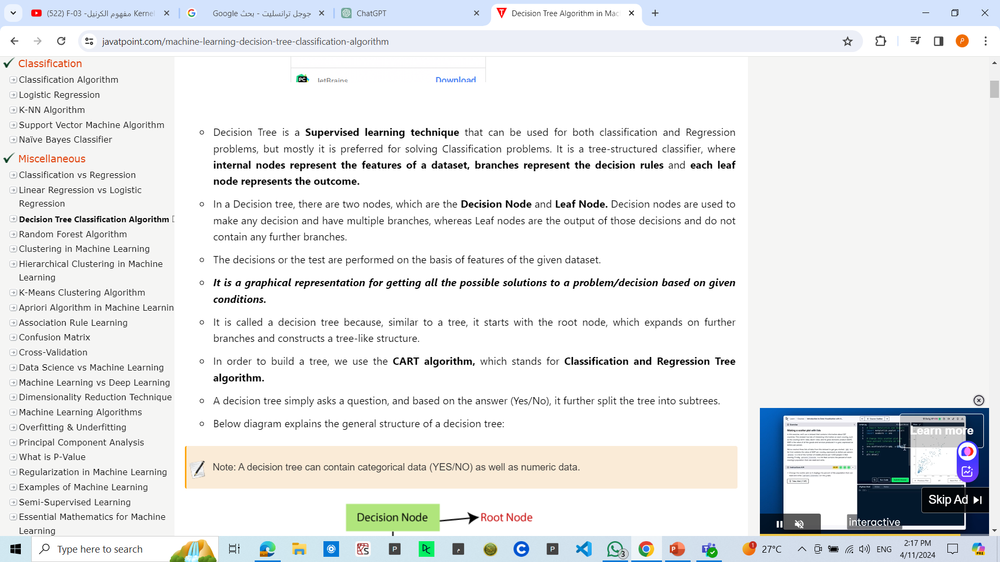 (522) F-03 -مفهوم الكرنيل Kernel
Google جوجل ترانسليت - بحث
ChatGPT
Decision Tree Algorithm in Mac
javatpoint.com/machine-learning-decision-tree-classification-algorithm
P
Classification
Classification Algorithm
Logistic Regression
K-NN Algorithm
Support Vector Machine Algorithm
Naïve Bayes Classifier
Miscellaneous
Classification vs Regression
Linear Regression vs Logistic
Regression
Decision Tree Classification Algorithm
Random Forest Algorithm
Clustering in Machine Learning
Hierarchical Clustering in Machine
Learning
K-Means Clustering Algorithm
Apriori Algorithm in Machine Learnin
Association Rule Learning
Confusion Matrix
Cross-Validation
Data Science vs Machine Learning
Machine Learning vs Deep Learning
Dimensionality Reduction Technique
Machine Learning Algorithms
Overfitting & Underfitting
Principal Component Analysis
What is P-Value
Regularization in Machine Learning
Examples of Machine Learning
Semi-Supervised Learning
Essential Mathematics for Machine
Learning
PC JetBrains Download
Decision Tree is a Supervised learning technique that can be used for both classification and Regression
problems, but mostly it is preferred for solving Classification problems. It is a tree-structured classifier, where
internal nodes represent the features of a dataset, branches represent the decision rules and each leaf
node represents the outcome.
In a Decision tree, there are two nodes, which are the Decision Node and Leaf Node. Decision nodes are used to
make any decision and have multiple branches, whereas Leaf nodes are the output of those decisions and do not
contain any further branches.
The decisions or the test are performed on the basis of features of the given dataset.
It is a graphical representation for getting all the possible solutions to a problem/decision based on given
conditions.
It is called a decision tree because, similar to a tree, it starts with the root node, which expands on further
branches and constructs a tree-like structure.
In order to build a tree, we use the CART algorithm, which stands for Classification and Regression Tree
algorithm.
A decision tree simply asks a question, and based on the answer (Yes/No), it further split the tree into subtrees.
Below diagram explains the general structure of a decision tree:
Note: A decision tree can contain categorical data (YES/NO) as well as numeric data.
Decision Node
Root Node
Making a scatter plot with lists
Learn more
Skip Ad
interactive
Type here to search
3
1
27°C
ENG
2:17 PM
4/11/2024
PRE